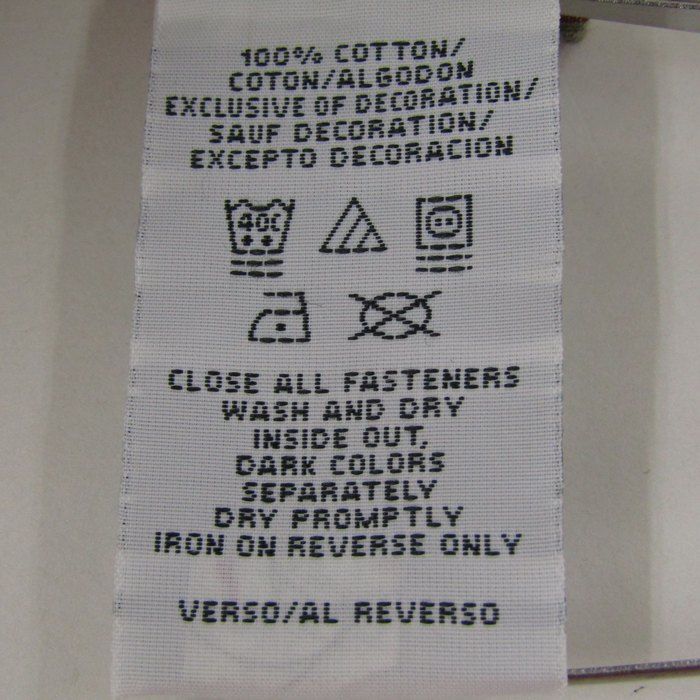 100% COTTON/
COTON/ALGODON
EXCLUSIVE OF DECORATION/
SAUF DECORATION/
EXCEPTO DECORACION
40C
CLOSE ALL FASTENERS
WASH AND DRY
INSIDE OUT,
DARK COLORS
SEPARATELY
DRY PROMPTLY
IRON ON REVERSE ONLY
VERSO/AL REVERSO